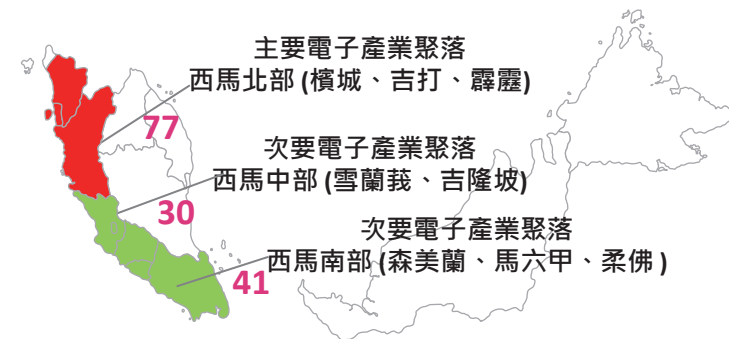 主要電子產業聚落
西馬北部 (檳城、吉打、霹靂)
77
次要電子產業聚落
西馬中部 (雪蘭莪、吉隆坡)
30
次要電子產業聚落
西馬南部 (森美蘭、馬六甲、柔佛 )
41